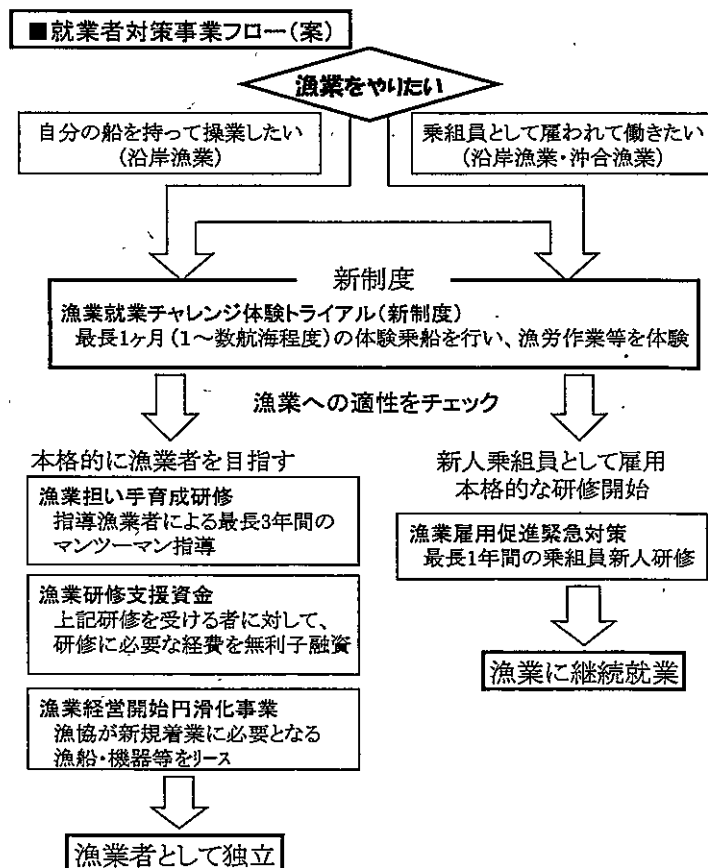 ■就業者対策事業フロー(案)
漁業をやりたい
自分の船を持って操業したい
(沿岸漁業)
乗組員として雇われて働きたい
(沿岸漁業・沖合漁業)
新制度
漁業就業チャレンジ体験トライアル(新制度)
最長1ヶ月(1～数航海程度)の体験乗船を行い、漁労作業等を体験
漁業への適性をチェック
本格的に漁業者を目指す
漁業担い手育成研修
指導漁業者による最長3年間の
マンツーマン指導
漁業研修支援資金
上記研修を受ける者に対して、
研修に必要な経費を無利子融資
漁業経営開始円滑化事業
漁協が新規着業に必要となる
漁船・機器等をリース
漁業者として独立
新人乗組員として雇用
本格的な研修開始
漁業雇用促進緊急対策
最長1年間の乗組員新人研修
漁業に継続就業